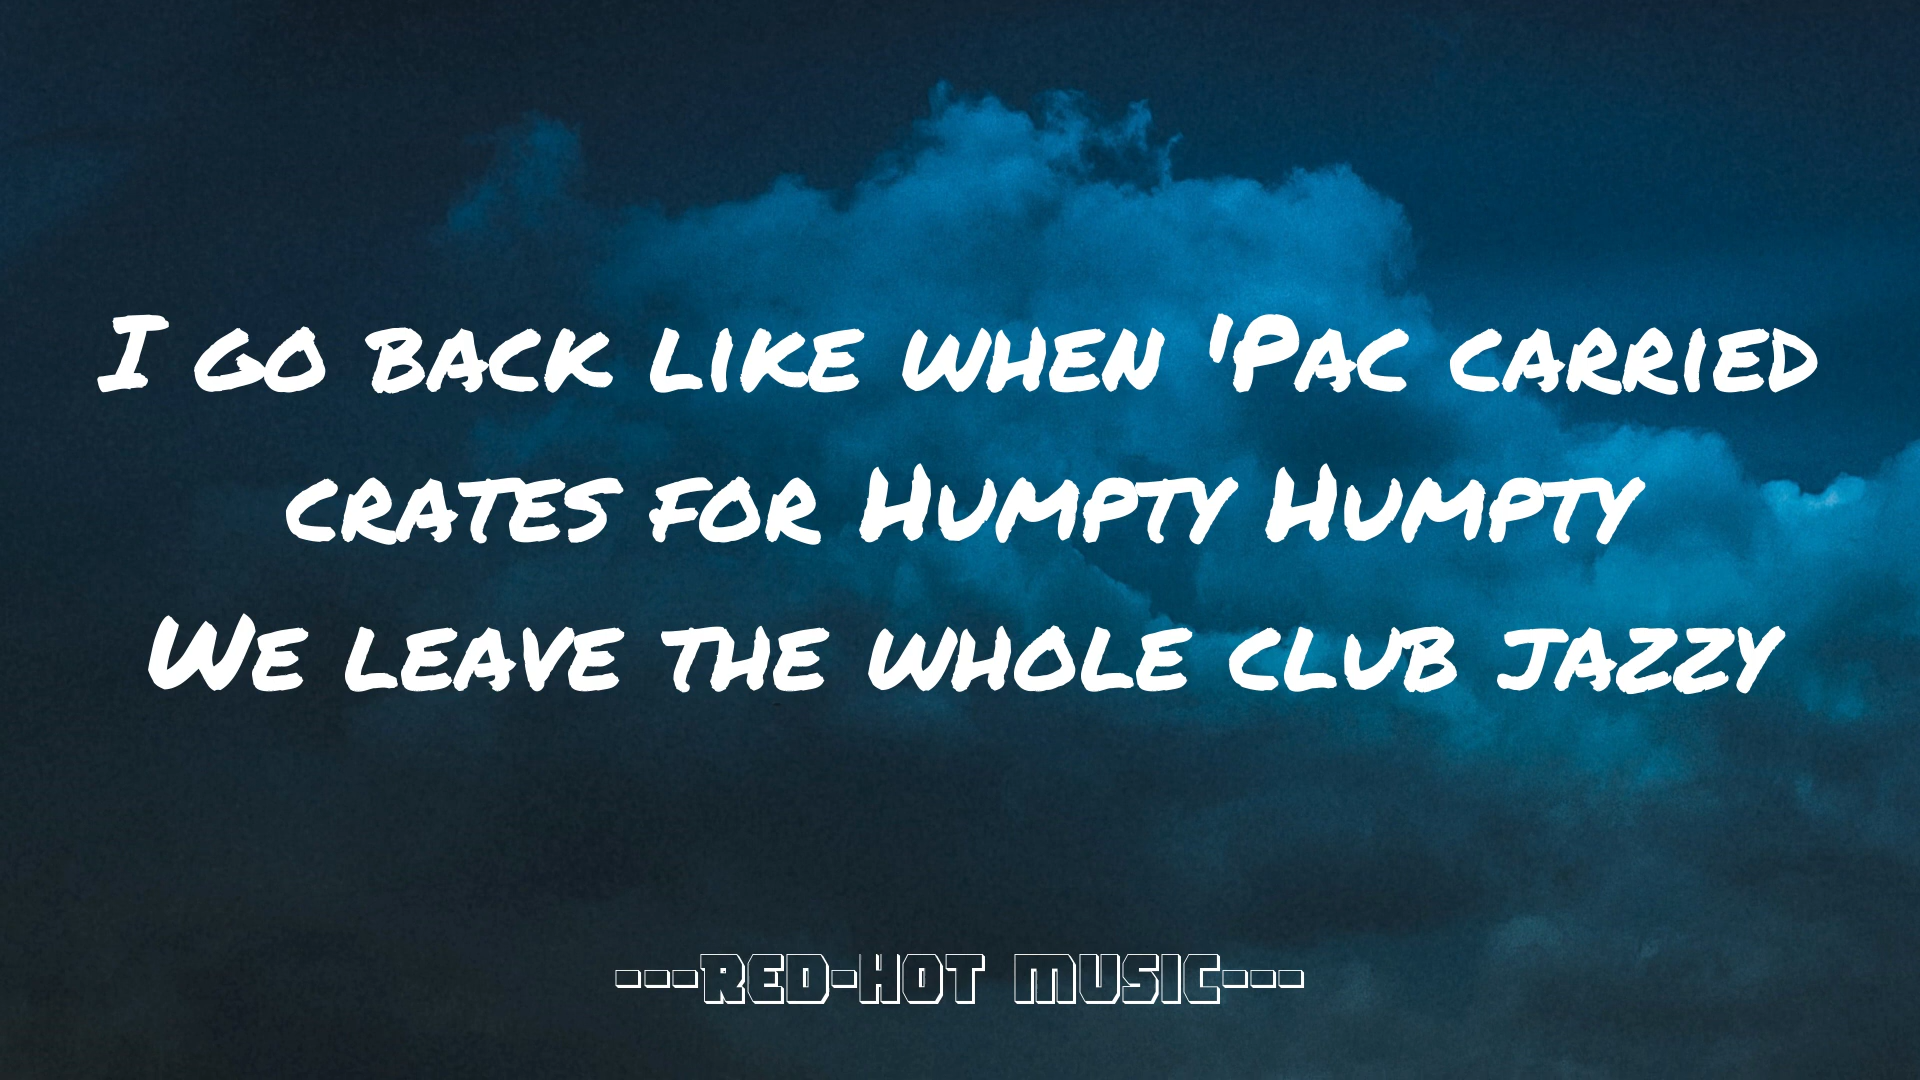 I go back like when 'Pac carried
crates for Humpty Humpty
We leave the whole club jazzy
---RED-HOT MUSIC---